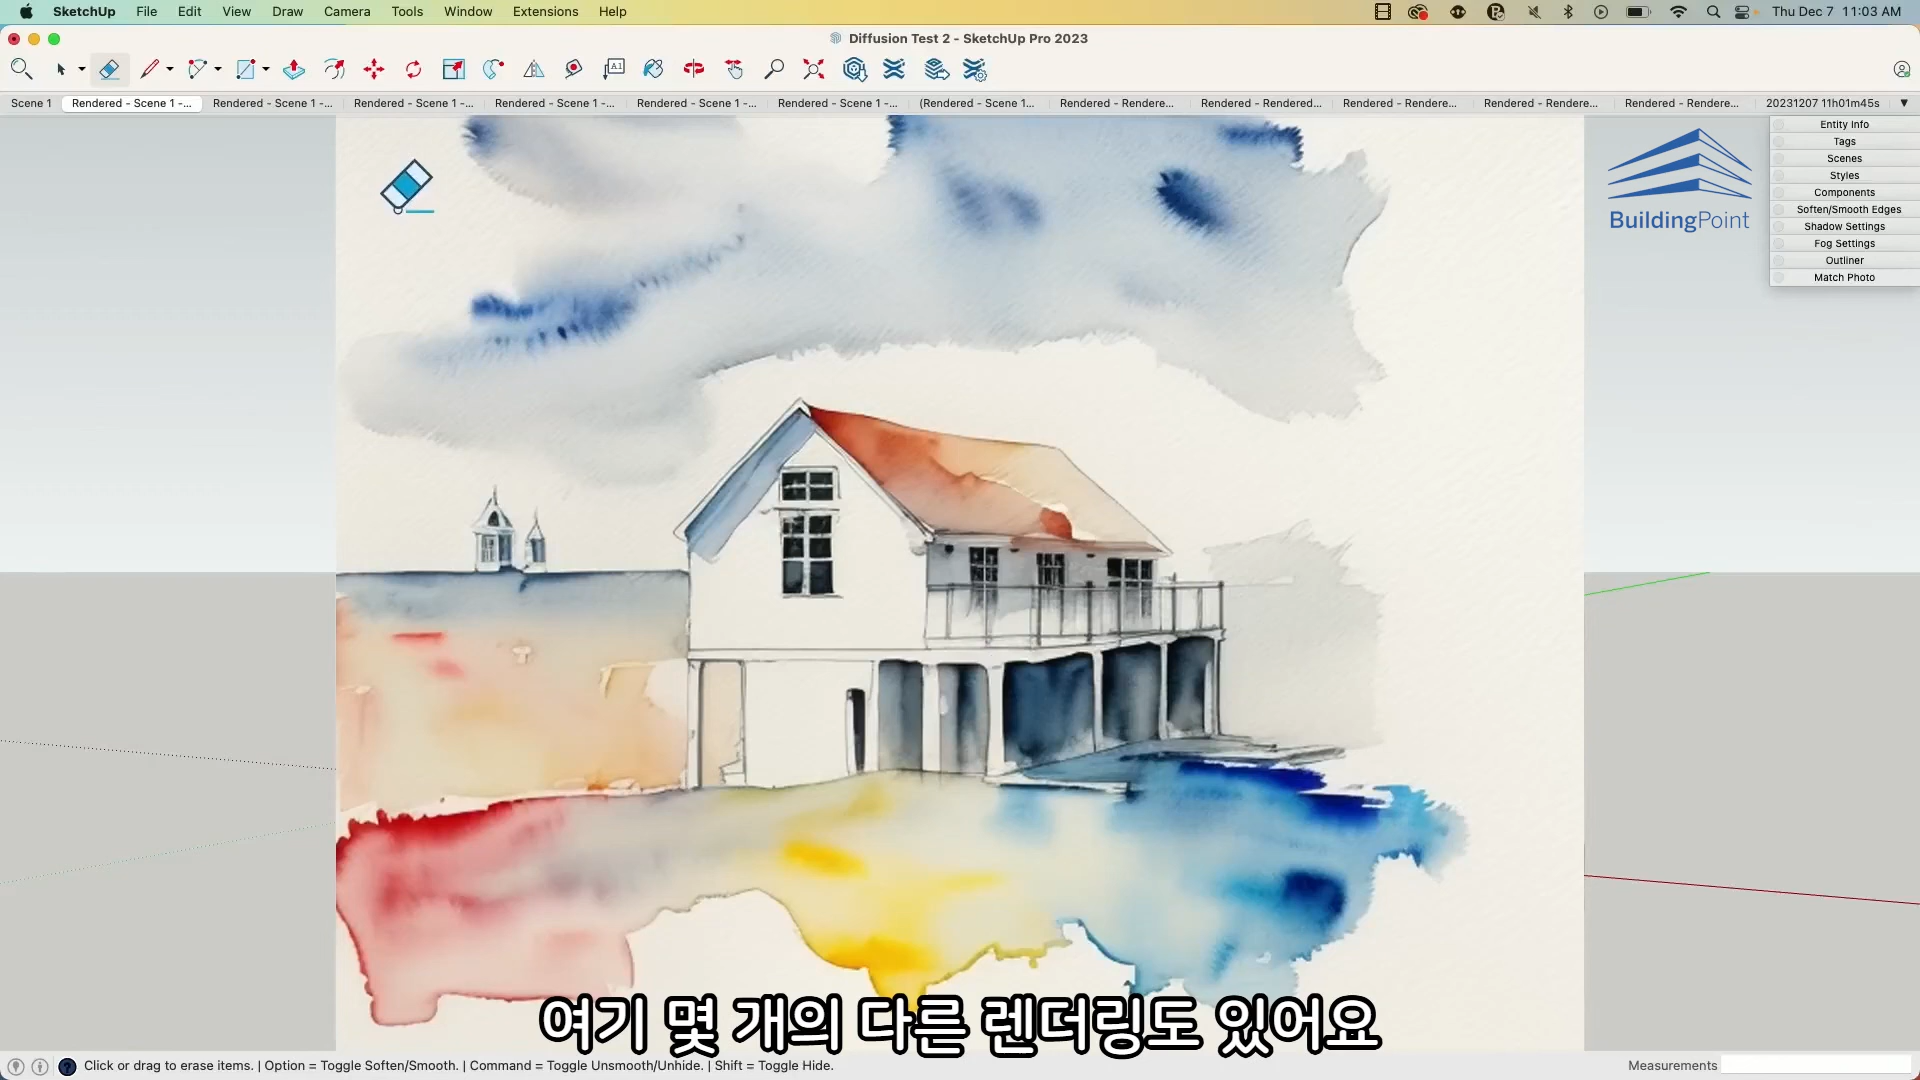 SketchUp File Edit View Draw Camera Tools Window Extensions Help Thu Dec 7 11:03 AM
Diffusion Test 2 - SketchUp Pro 2023
A1
Scene 1 Rendered - Scene 1 -... Rendered - Scene 1 -... Rendered - Scene 1 -... Rendered - Scene 1 -... Rendered - Scene 1 -... Rendered - Scene 1 -... (Rendered - Scene 1... Rendered - Rendere... Rendered - Rendered... Rendered - Rendere... Rendered - Rendere... Rendered - Rendere... 20231207 11h01m45s
Entity Info
Tags
Scenes
Styles
Components
Soften/Smooth Edges
Shadow Settings
Fog Settings
Outliner
Match Photo
BuildingPoint
여기 몇 개의 다른 렌더링도 있어요
Click or drag to erase items. | Option = Toggle Soften/Smooth. | Command = Toggle Unsmooth/Unhide. | Shift = Toggle Hide. Measurements